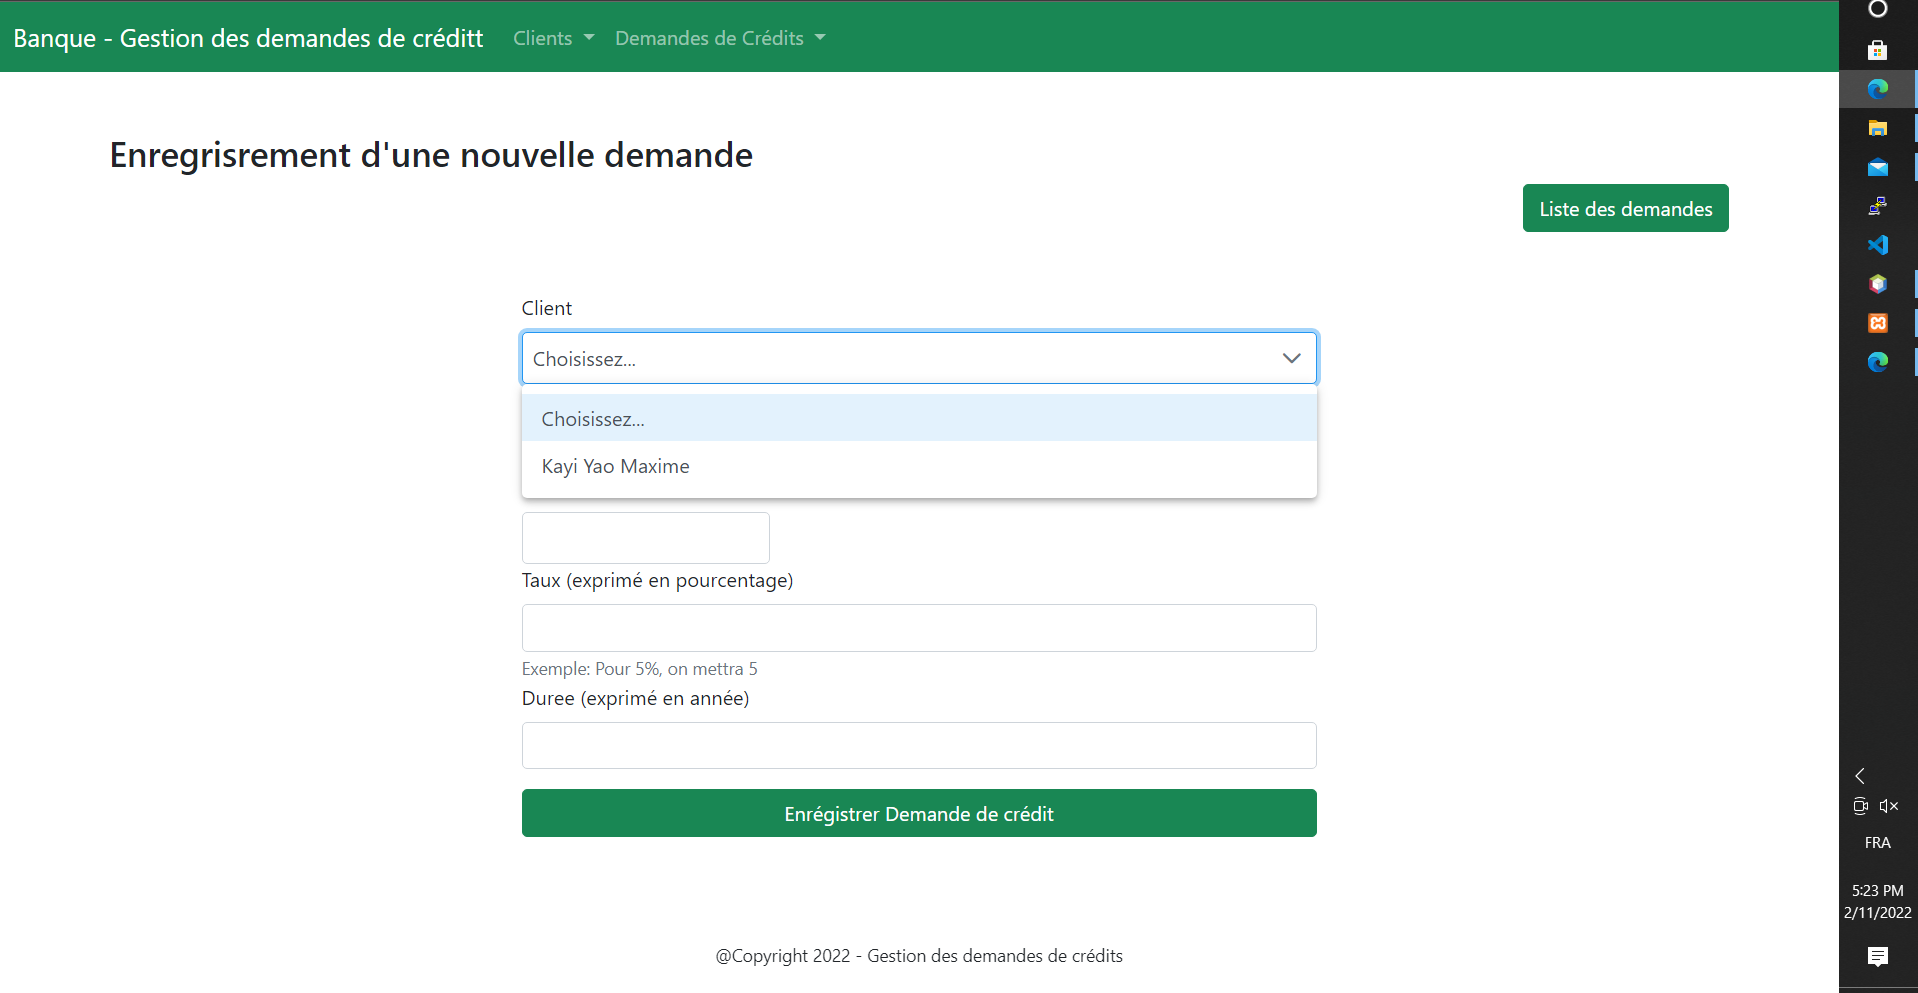 Banque - Gestion des demandes de créditt Clients Demandes de Crédits
Enregrisrement d'une nouvelle demande
Liste des demandes
Client
Choisissez...
Choisissez...
Kayi Yao Maxime
Taux (exprimé en pourcentage)
Exemple: Pour 5%, on mettra 5
Duree (exprimé en année)
Enrégistrer Demande de crédit
@Copyright 2022 - Gestion des demandes de crédits
FRA
5:23 PM
2/11/2022